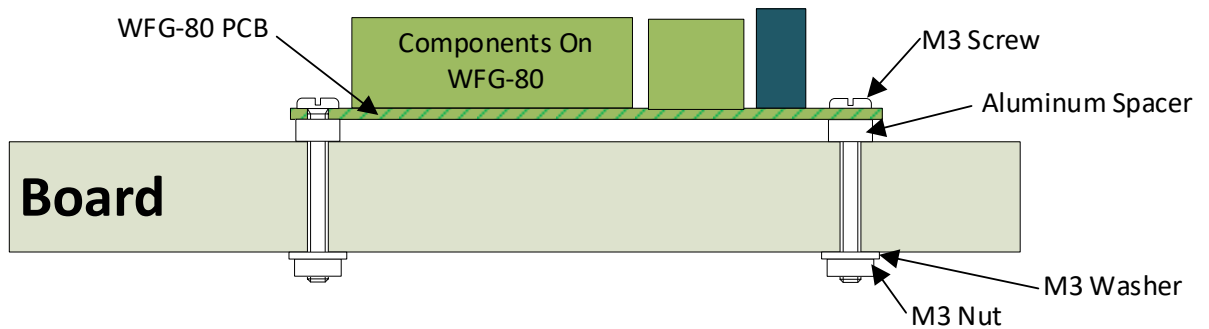 WFG-80 PCB
Components On
WFG-80
M3 Screw
Aluminum Spacer
Board
M3 Washer
M3 Nut